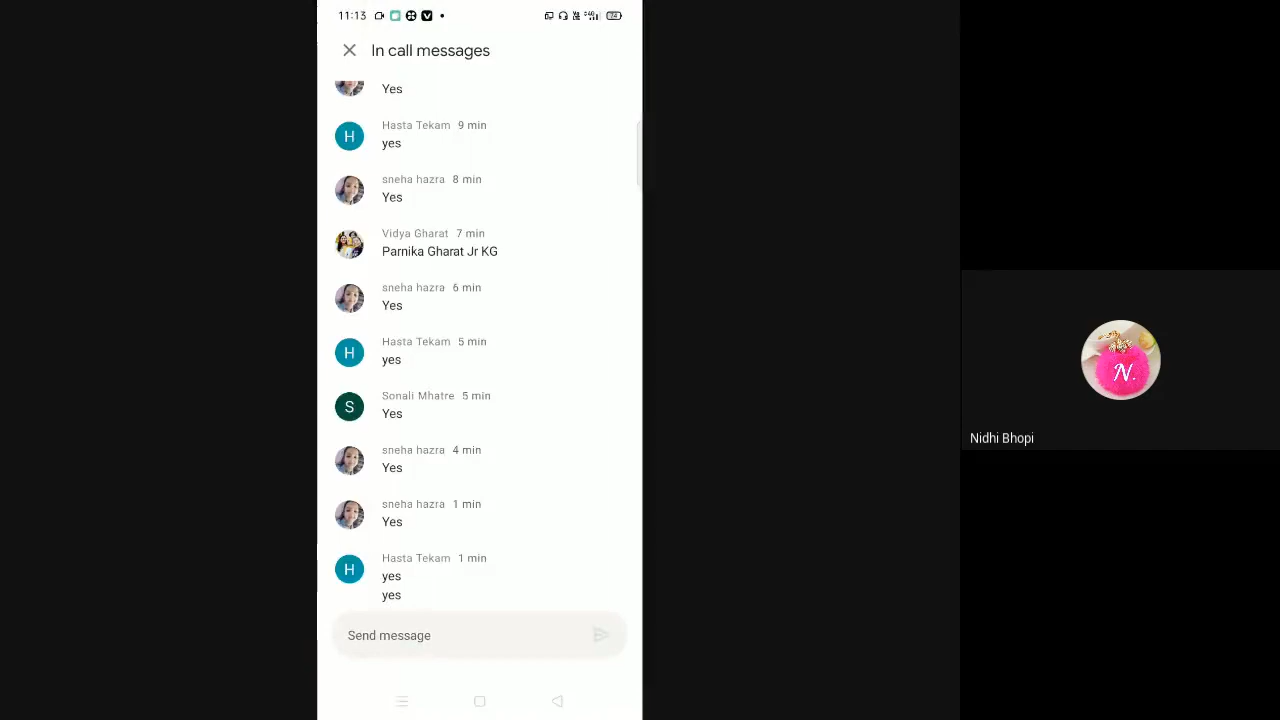 11:13
74
In call messages
Yes
Hasta Tekam 9 min
H
yes
sneha hazra 8 min
Yes
Vidya Gharat 7 min
Parnika Gharat Jr KG
sneha hazra 6 min
Yes
Hasta Tekam 5 min
H
yes
Sonali Mhatre 5 min
S
Yes
sneha hazra 4 min
Yes
sneha hazra 1 min
Yes
Hasta Tekam 1 min
H
yes
yes
Send message
N.
Nidhi Bhopi